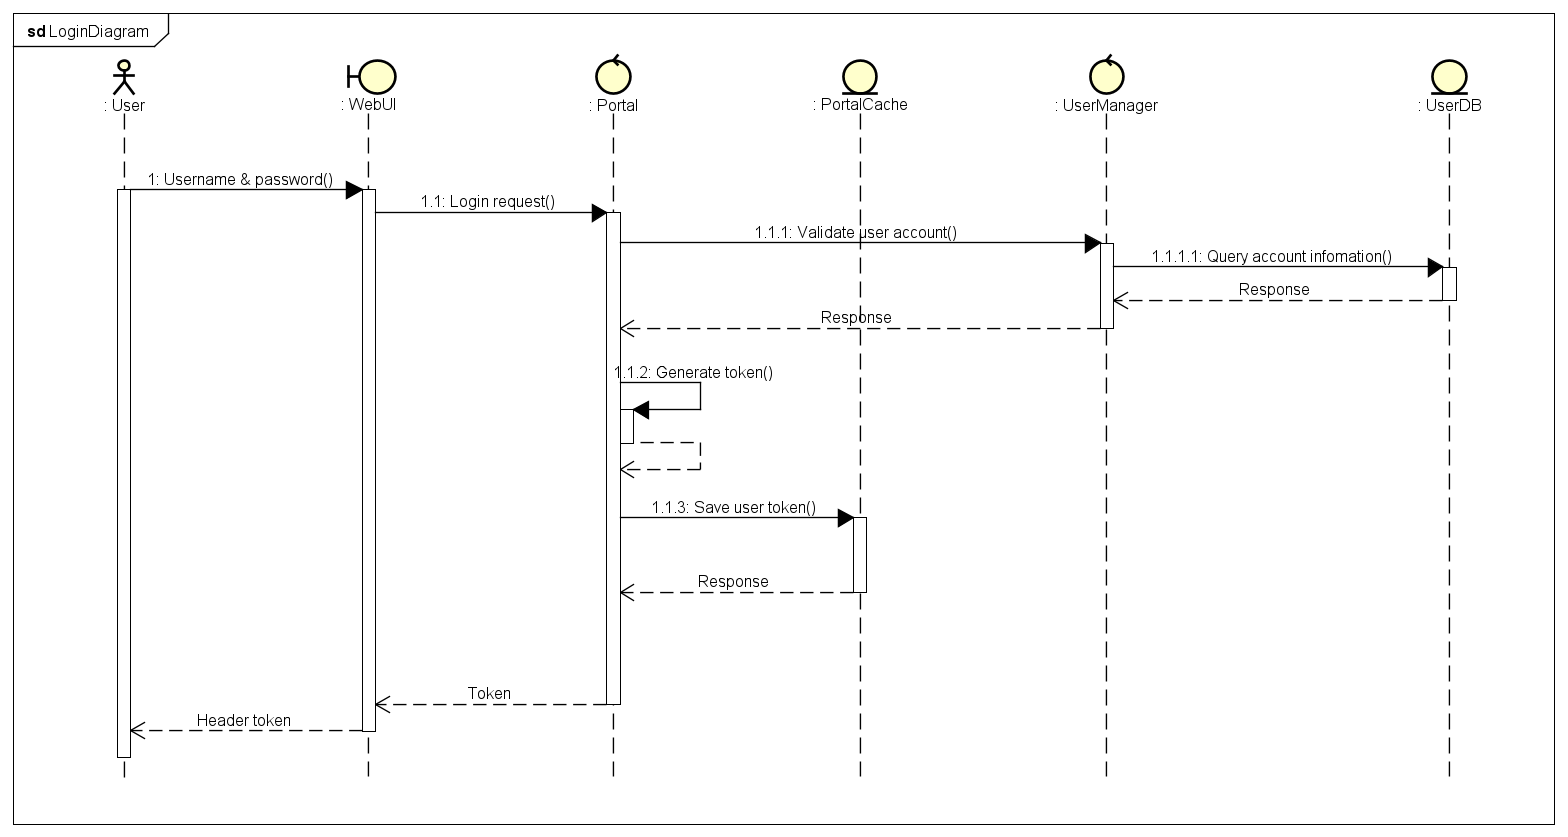 sd LoginDiagram
: User
: WebUI
: Portal
: PortalCache
: UserManager
: UserDB
1: Username & password()
1.1: Login request()
1.1.1: Validate user account()
1.1.1.1: Query account infomation()
Response
Response
1.1.2: Generate token()
1.1.3: Save user token()
Response
Token
Header token